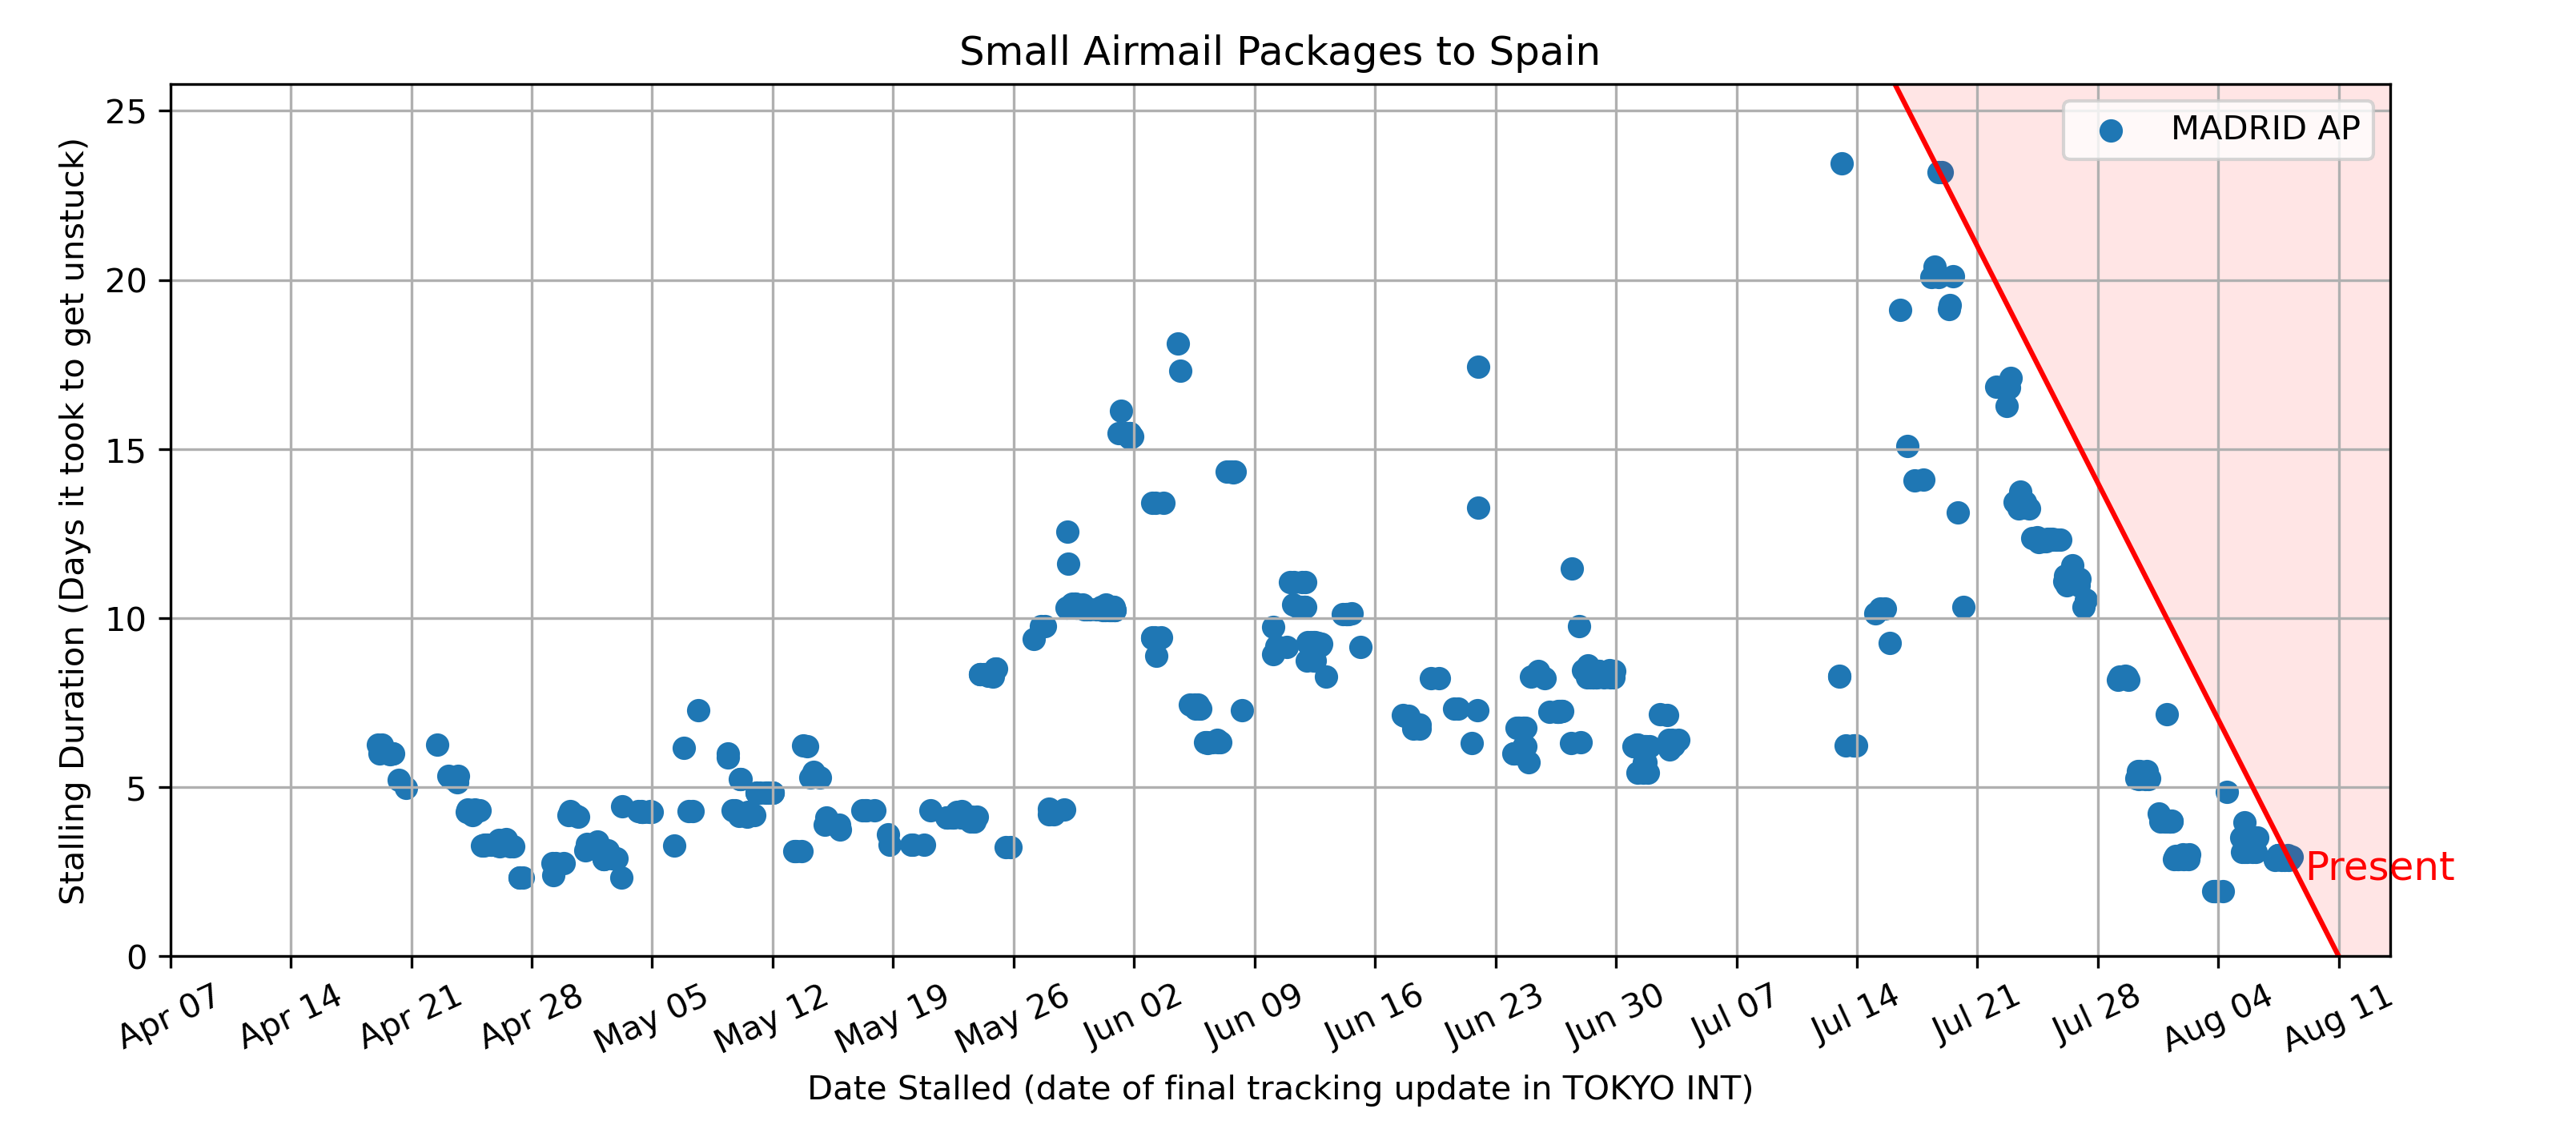 Small Airmail Packages to Spain
MADRID AP
Stalling Duration (Days it took to get unstuck)
25
20
15
10
5
0
Present
Apr 07
Apr 14
Apr 21
Apr 28
May 05
May 12
May 19
May 26
Jun 02
Jun 09
Jun 16
Jun 23
Jun 30
Jul 07
Jul 14
Jul 21
Jul 28
Aug 04
Aug 11
Date Stalled (date of final tracking update in TOKYO INT)